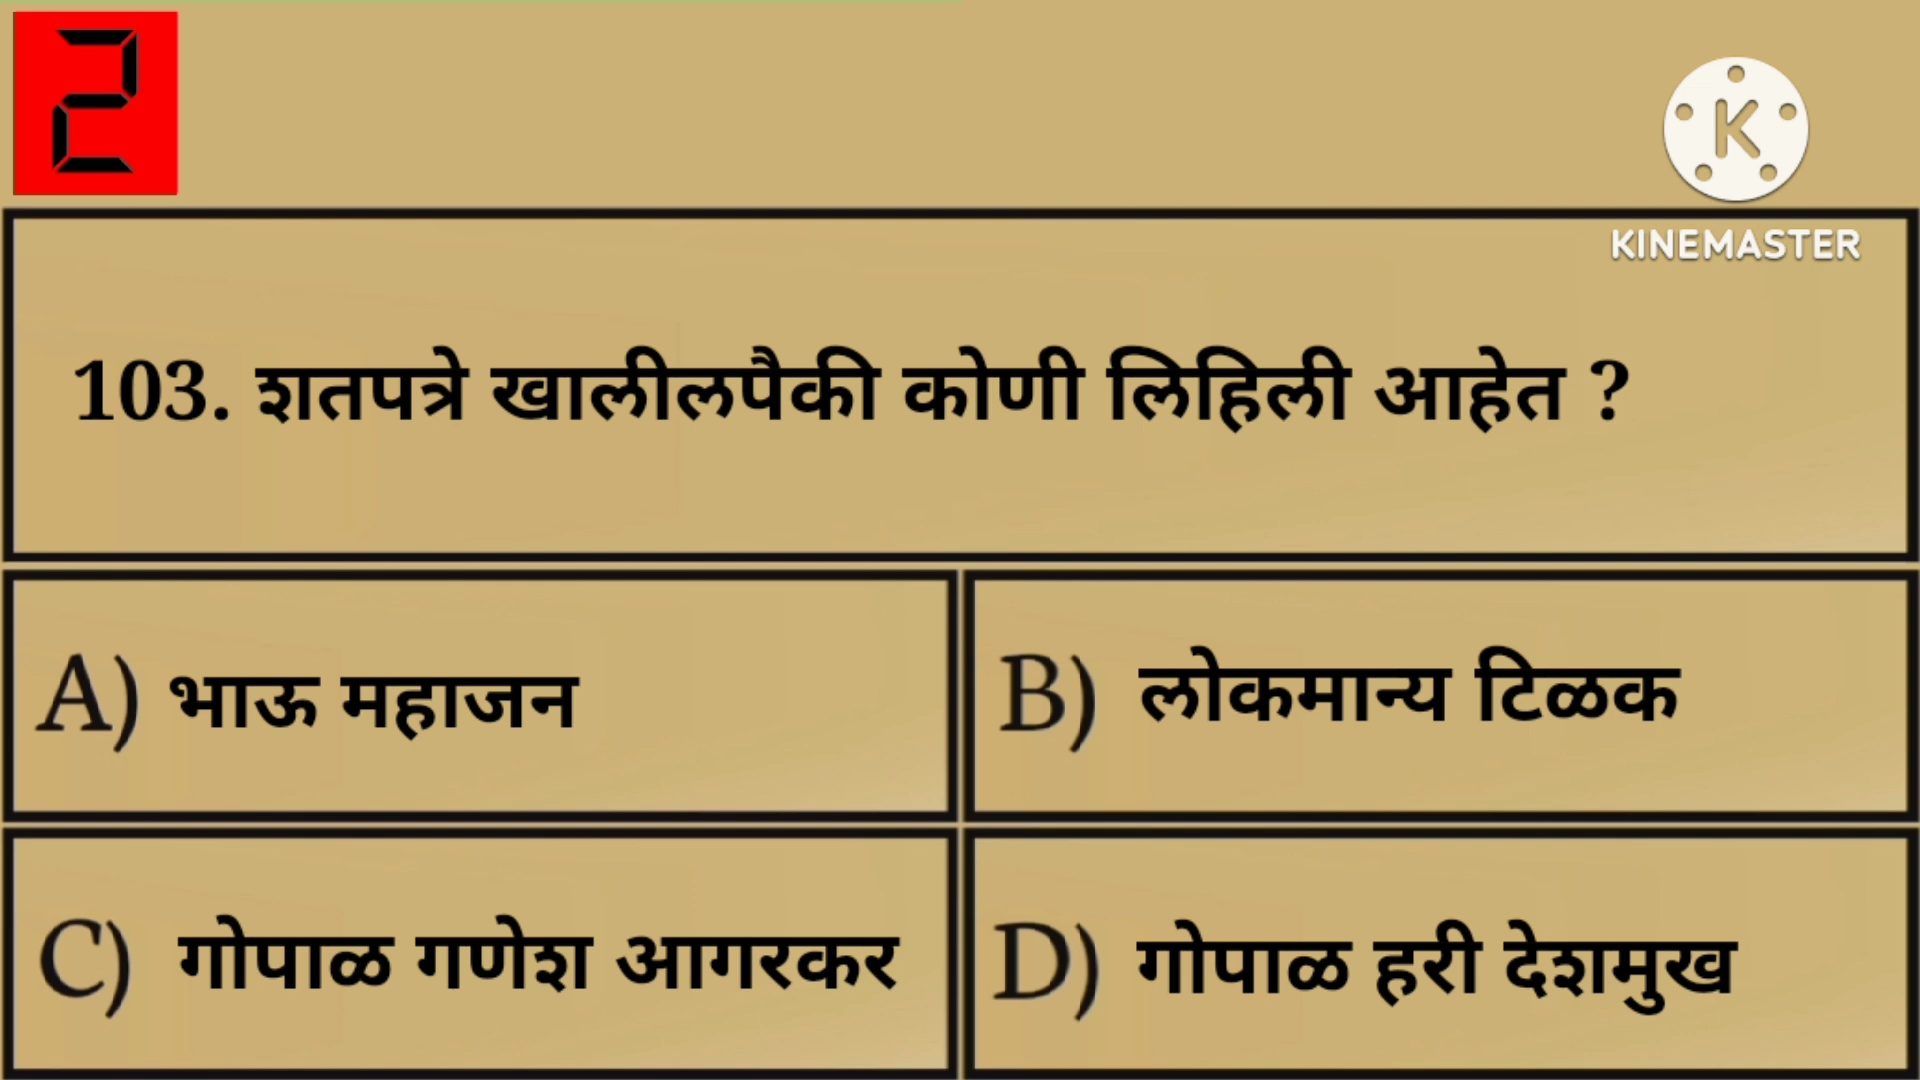 2
K
KINEMASTER
103. शतपत्रे खालीलपैकी कोणी लिहिली आहेत ?
A) भाऊ महाजन
B) लोकमान्य टिळक
C) गोपाळ गणेश आगरकर
D) गोपाळ हरी देशमुख